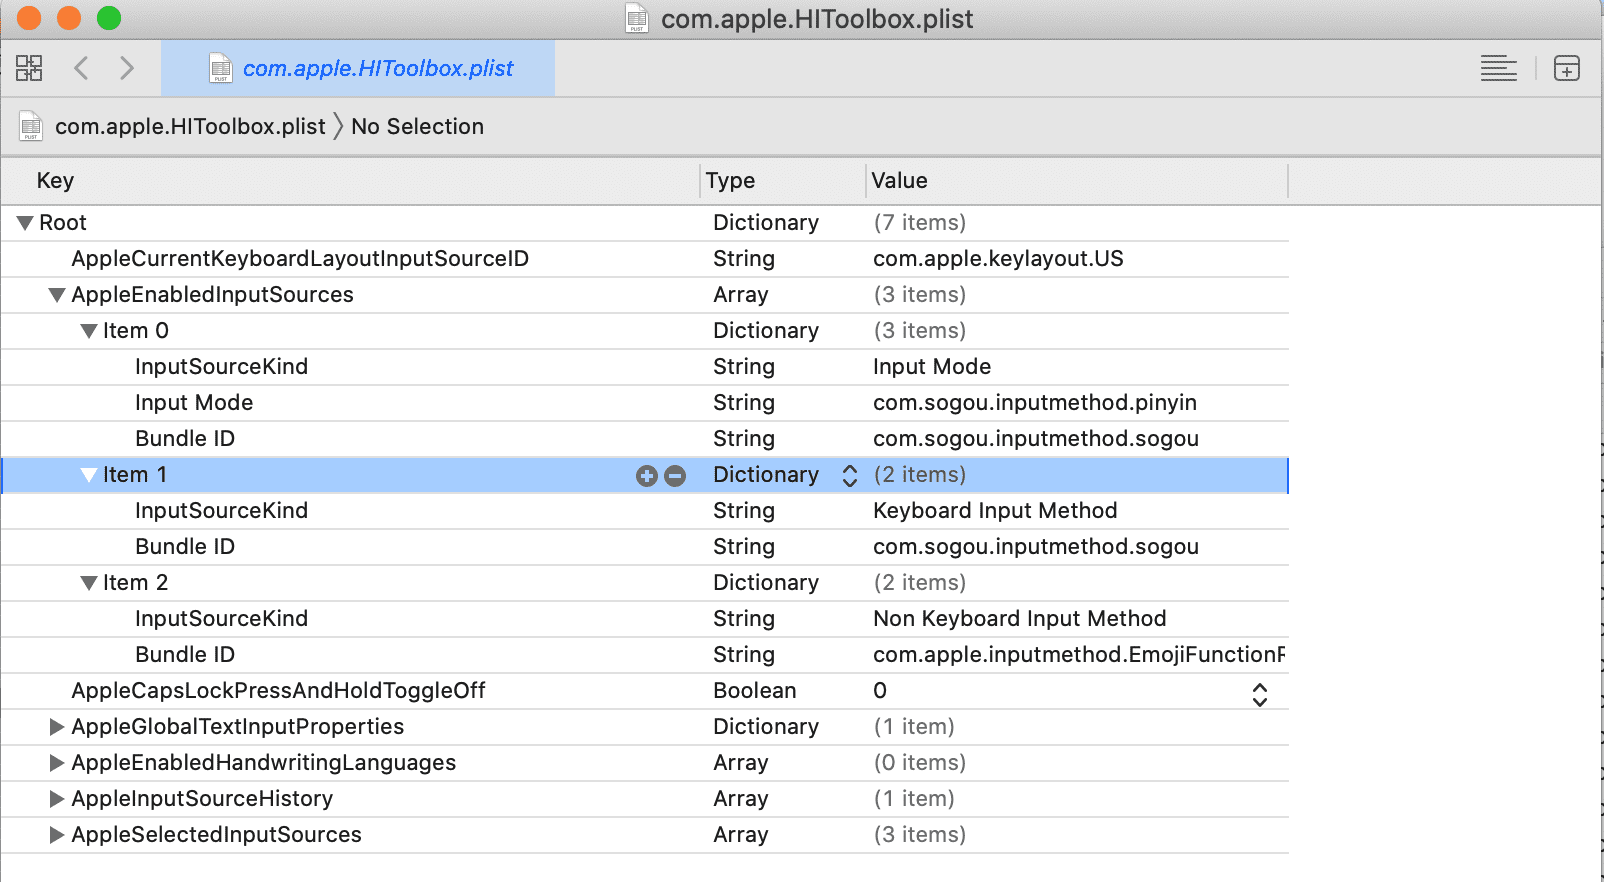 com.apple.HIToolbox.plist
com.apple.HIToolbox.plist
com.apple.HIToolbox.plist 〉 No Selection
Key Type Value
Root Dictionary (7 items)
AppleCurrentKeyboardLayoutInputSourceID String com.apple.keylayout.US
AppleEnabledInputSources Array (3 items)
Item 0 Dictionary (3 items)
InputSourceKind String Input Mode
Input Mode String com.sogou.inputmethod.pinyin
Bundle ID String com.sogou.inputmethod.sogou
Item 1 Dictionary (2 items)
InputSourceKind String Keyboard Input Method
Bundle ID String com.sogou.inputmethod.sogou
Item 2 Dictionary (2 items)
InputSourceKind String Non Keyboard Input Method
Bundle ID String com.apple.inputmethod.EmojiFunctionR
AppleCapsLockPressAndHoldToggleOff Boolean 0
AppleGlobalTextInputProperties Dictionary (1 item)
AppleEnabledHandwritingLanguages Array (0 items)
AppleInputSourceHistory Array (1 item)
AppleSelectedInputSources Array (3 items)